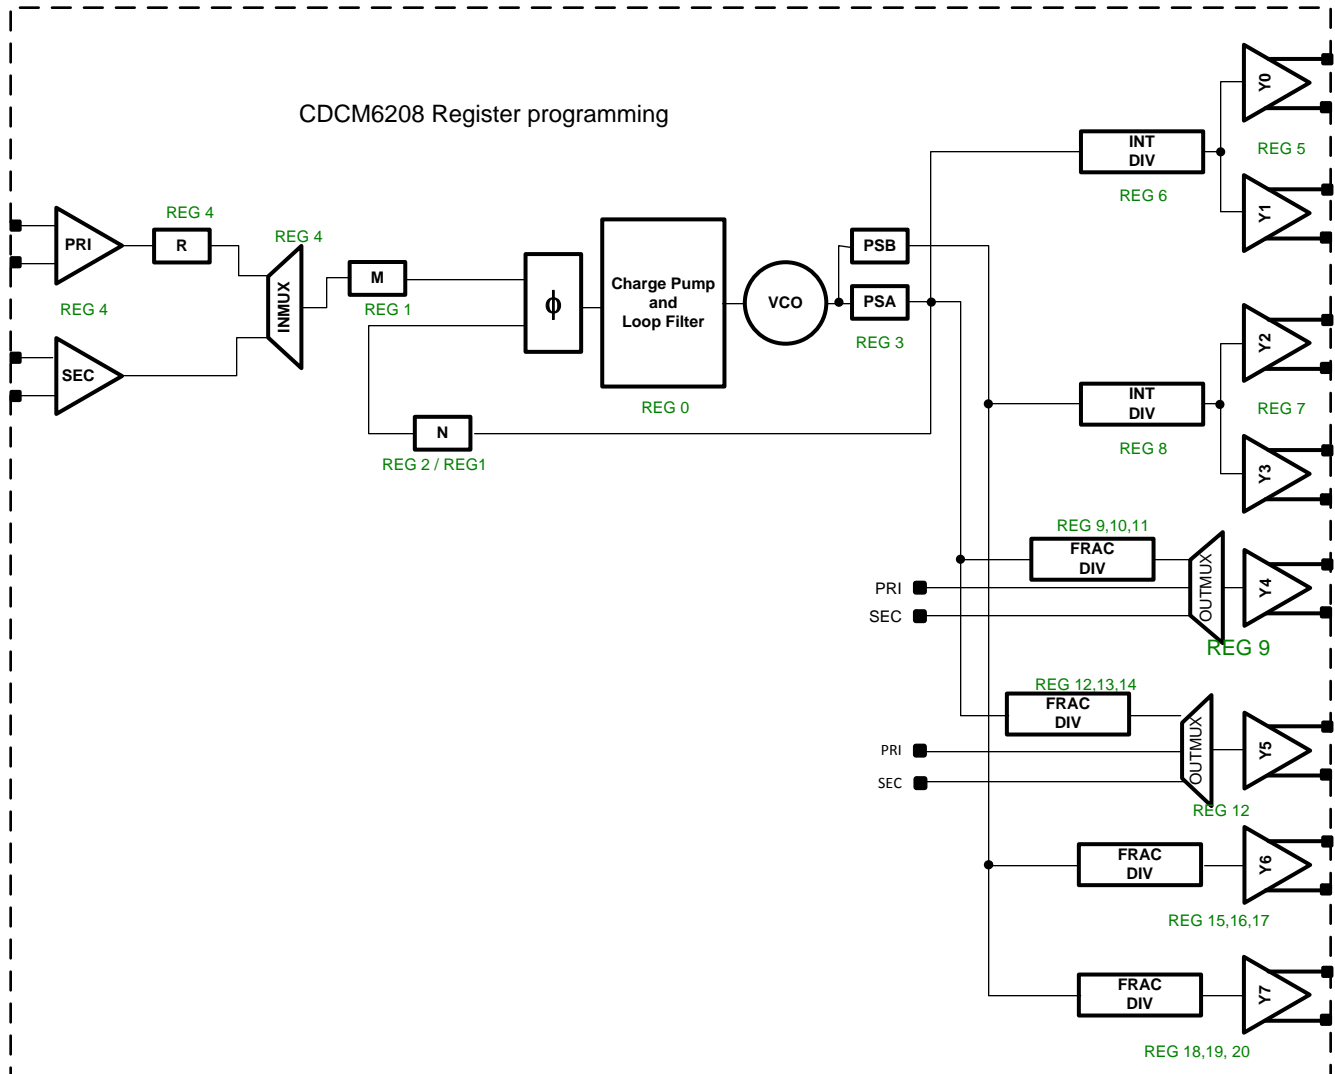 CDCM6208 Register programming
Y0
INT
DIV
REG 5
REG 6
Y1
REG 4
PRI
R
REG 4
INMUX
REG 4
M
REG 1
ϕ
Charge Pump
and
Loop Filter
REG 0
VCO
PSB
PSA
REG 3
SEC
N
REG 2 / REG1
Y2
INT
DIV
REG 7
REG 8
Y3
REG 9,10,11
FRAC
DIV
PRI
SEC
OUTMUX
Y4
REG 9
REG 12,13,14
FRAC
DIV
PRI
SEC
OUTMUX
Y5
REG 12
FRAC
DIV
Y6
REG 15,16,17
FRAC
DIV
Y7
REG 18,19, 20